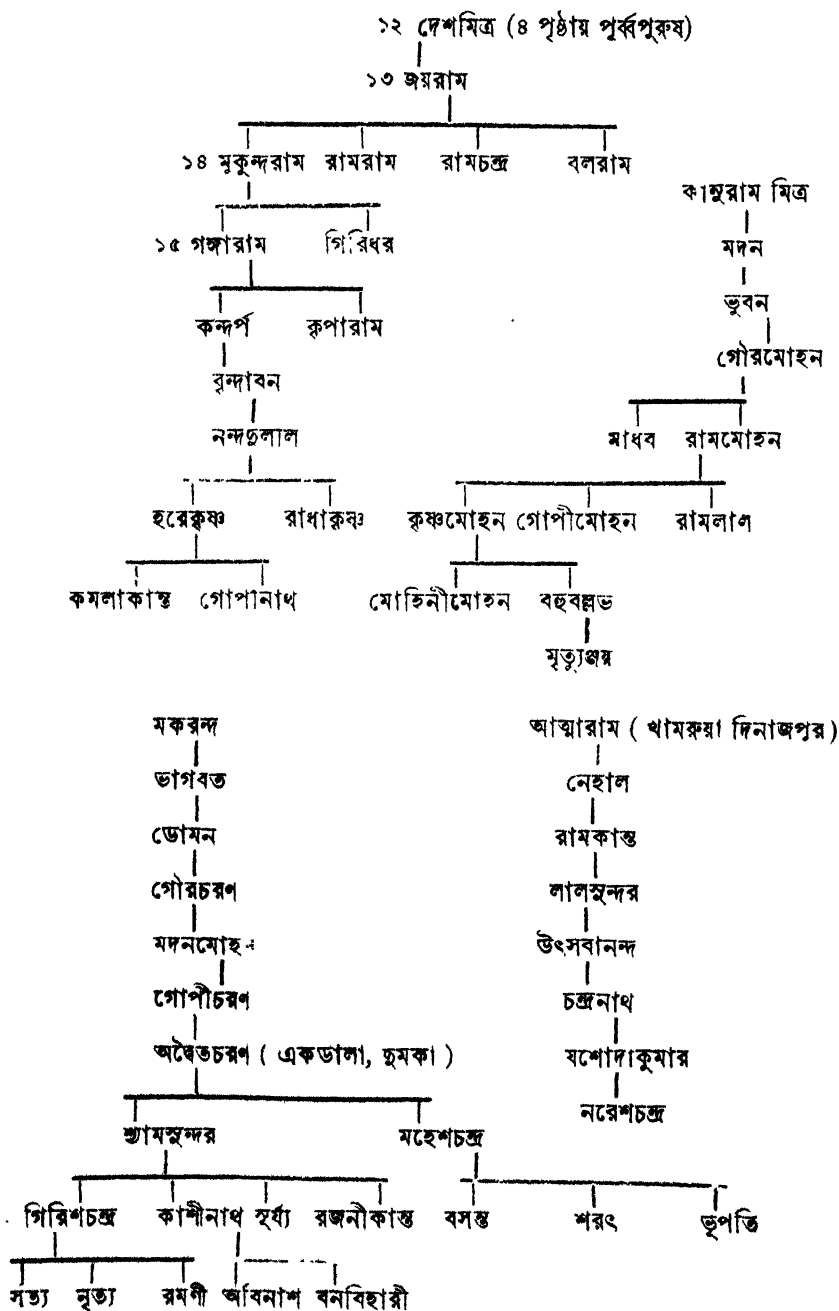 ১২ দেশমিত্র (৪ পৃষ্ঠায় পূর্ব্বপুরুষ)
১৩ জয়রাম
১৪ মুকুন্দরাম রামরাম রামচন্দ্র বলরাম
কানুরাম মিত্র
১৫ গঙ্গারাম গিরিধর
মদন
ভুবন
কন্দর্প কৃপারাম
গৌরমোহন
বৃন্দাবন
নন্দদুলাল
মাধব রামমোহন
হরেকৃষ্ণ রাধাকৃষ্ণ কৃষ্ণমোহন গোপীমোহন রামলাল
কমলাকান্ত গোপীনাথ মোহিনীমোহন বহুবল্লভ
মৃত্যুঞ্জয়
মকরন্দ আত্মারাম ( খামরুয়া দিনাজপুর )
ভাগবত নেহাল
ডোমন রামকান্ত
গৌরচরণ লালসুন্দর
মদনমোহন উৎসবানন্দ
গোপীচরণ চন্দ্রনাথ
অদ্বৈতচরণ ( একডালা, দুমকা ) যশোদাকুমার
নরেশচন্দ্র
শ্যামসুন্দর মহেশচন্দ্র
গিরিশচন্দ্র কাশীনাথ সূর্য্য রজনীকান্ত বসন্ত শরৎ ভূপতি
সত্য নৃত্য রমণী অবিনাশ বনবিহারী